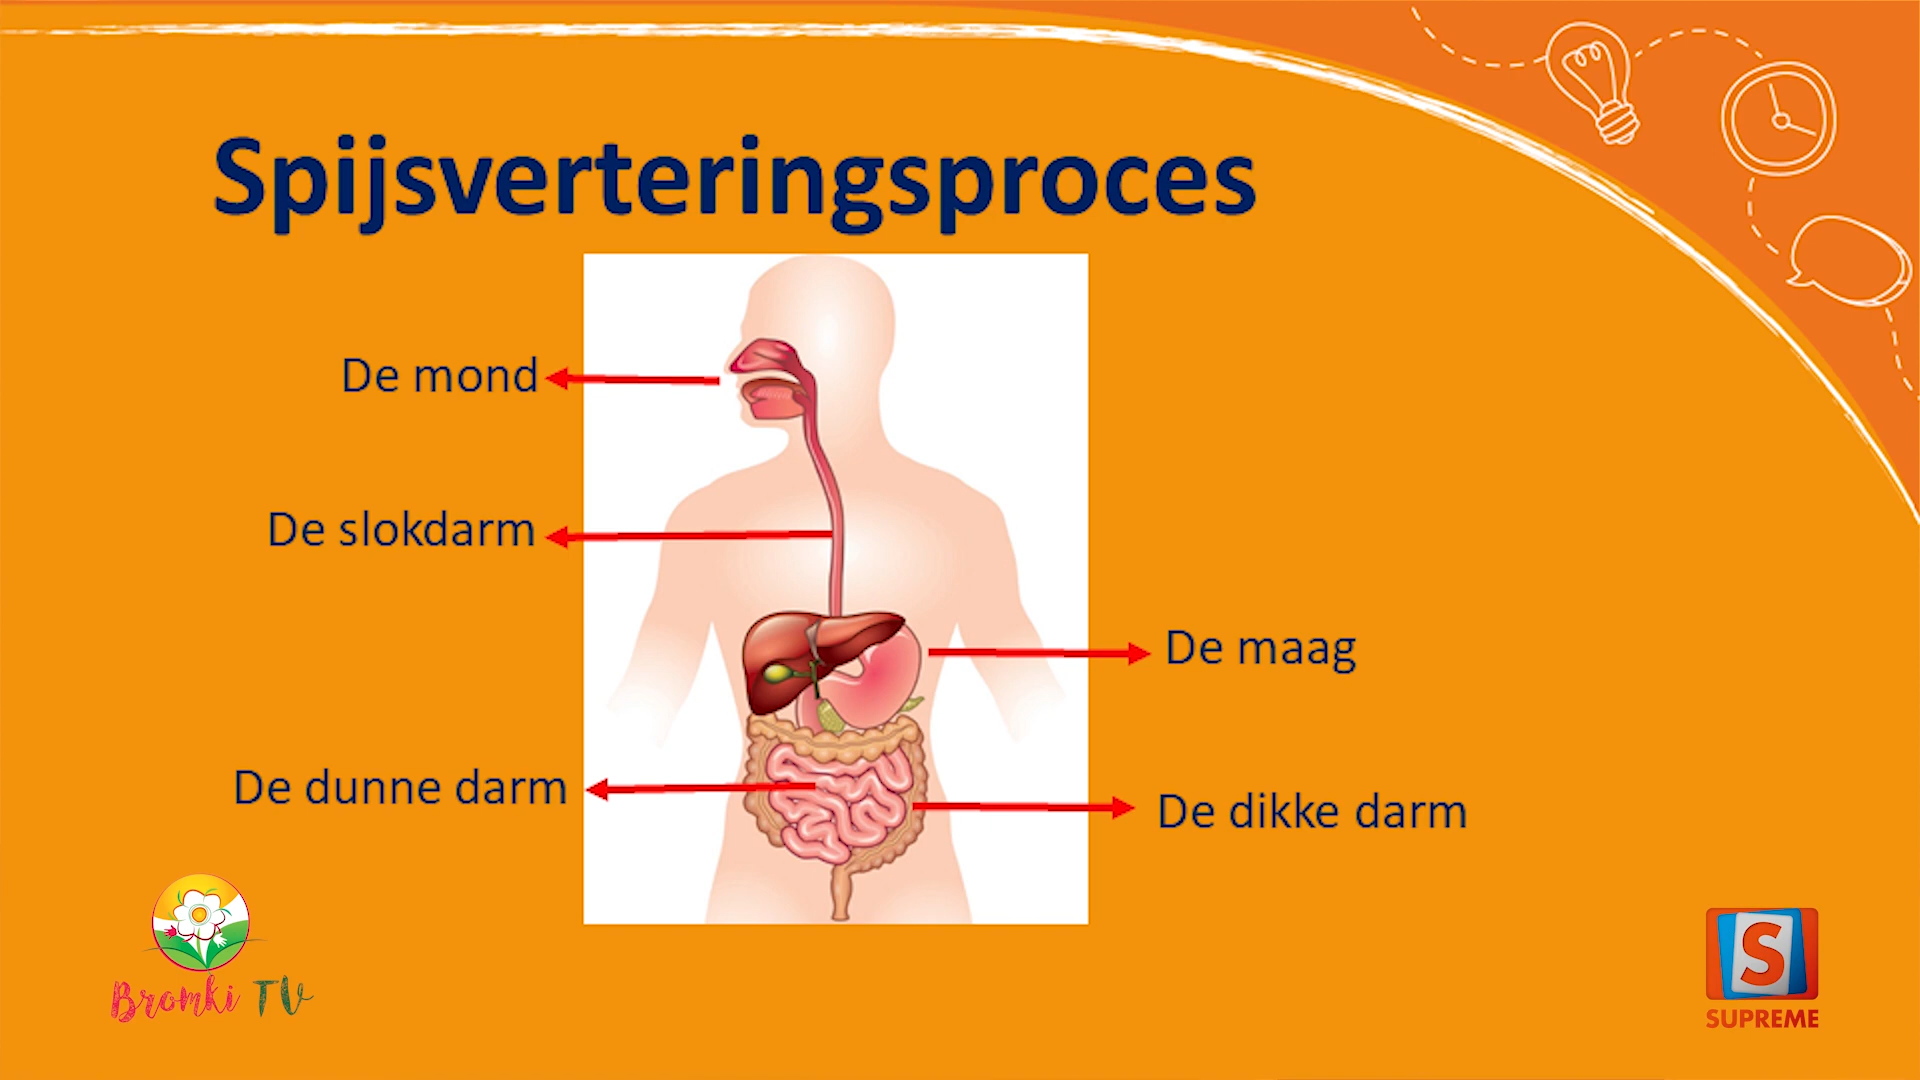 Spijsverteringsproces
De mond
De slokdarm
De maag
De dunne darm
De dikke darm
Bromki TV
S
SUPREME